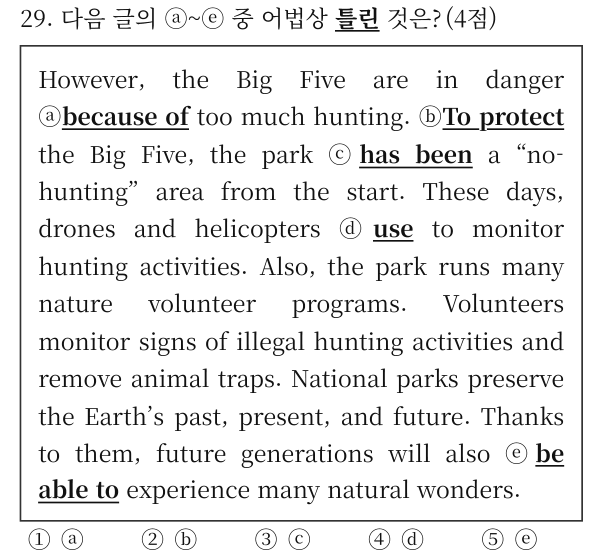 29. 다음 글의 ⓐ~ⓔ 중 어법상 틀린 것은?(4점)
However, the Big Five are in danger
ⓐbecause of too much hunting. ⓑTo protect
the Big Five, the park ⓒ has been a “no-
hunting” area from the start. These days,
drones and helicopters ⓓ use to monitor
hunting activities. Also, the park runs many
nature volunteer programs. Volunteers
monitor signs of illegal hunting activities and
remove animal traps. National parks preserve
the Earth’s past, present, and future. Thanks
to them, future generations will also ⓔ be
able to experience many natural wonders.
① ⓐ ② ⓑ ③ ⓒ ④ ⓓ ⑤ ⓔ